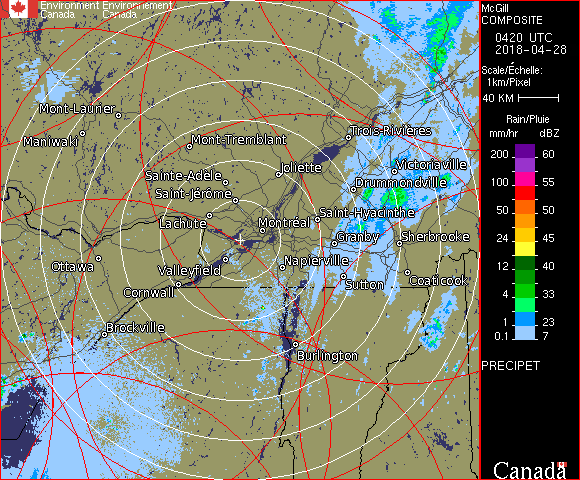 Environment Environnement
Canada Canada
McGill
COMPOSITE
0420 UTC
2018-04-28
Scale/Échelle:
1km/Pixel
40 KM
Rain/Pluie
mm/hr dBZ
200 60
100 55
50 50
24 45
12 40
4 33
1 23
0.1 7
PRECIPET
Canada
Mont-Laurier
Maniwaki
Mont-Tremblant
Trois-Rivières
Joliette
Victoriaville
Sainte-Adèle
Drummondville
Saint-Jérôme
Lachute
Saint-Hyacinthe
Montréal
Granby
Sherbrooke
Ottawa
Valleyfield
Napierville
Cornwall
Sutton
Coaticook
Brockville
Burlington